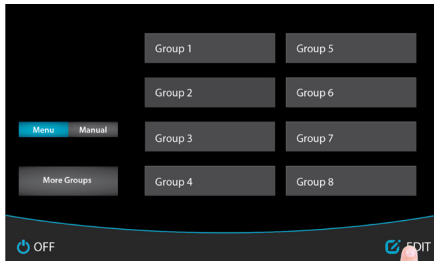 Group 1 Group 5
Group 2 Group 6
Menu Manual
Group 3 Group 7
More Groups
Group 4 Group 8
OFF
EDIT